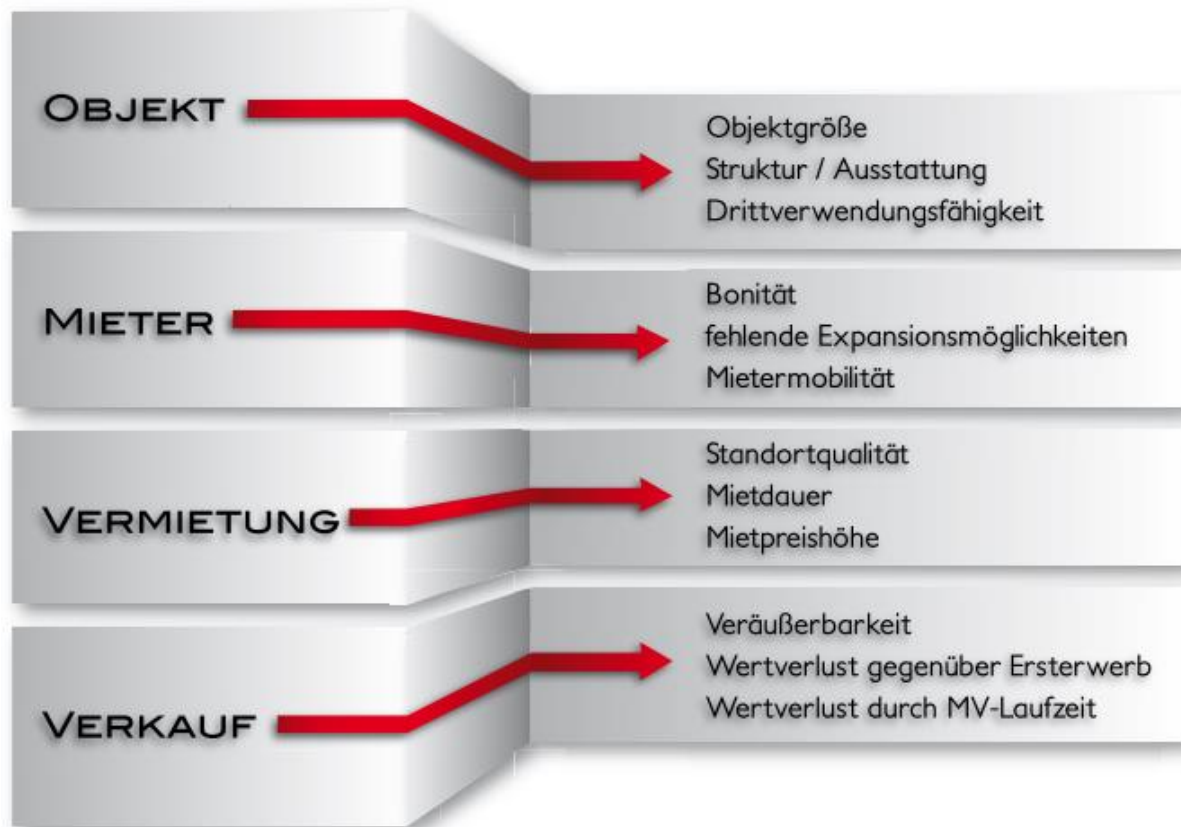 OBJEKT
Objektgröße
Struktur / Ausstattung
Drittverwendungsfähigkeit
MIETER
Bonität
fehlende Expansionsmöglichkeiten
Mietermobilität
VERMIETUNG
Standortqualität
Mietdauer
Mietpreishöhe
VERKAUF
Veräußerbarkeit
Wertverlust gegenüber Ersterwerb
Wertverlust durch MV-Laufzeit